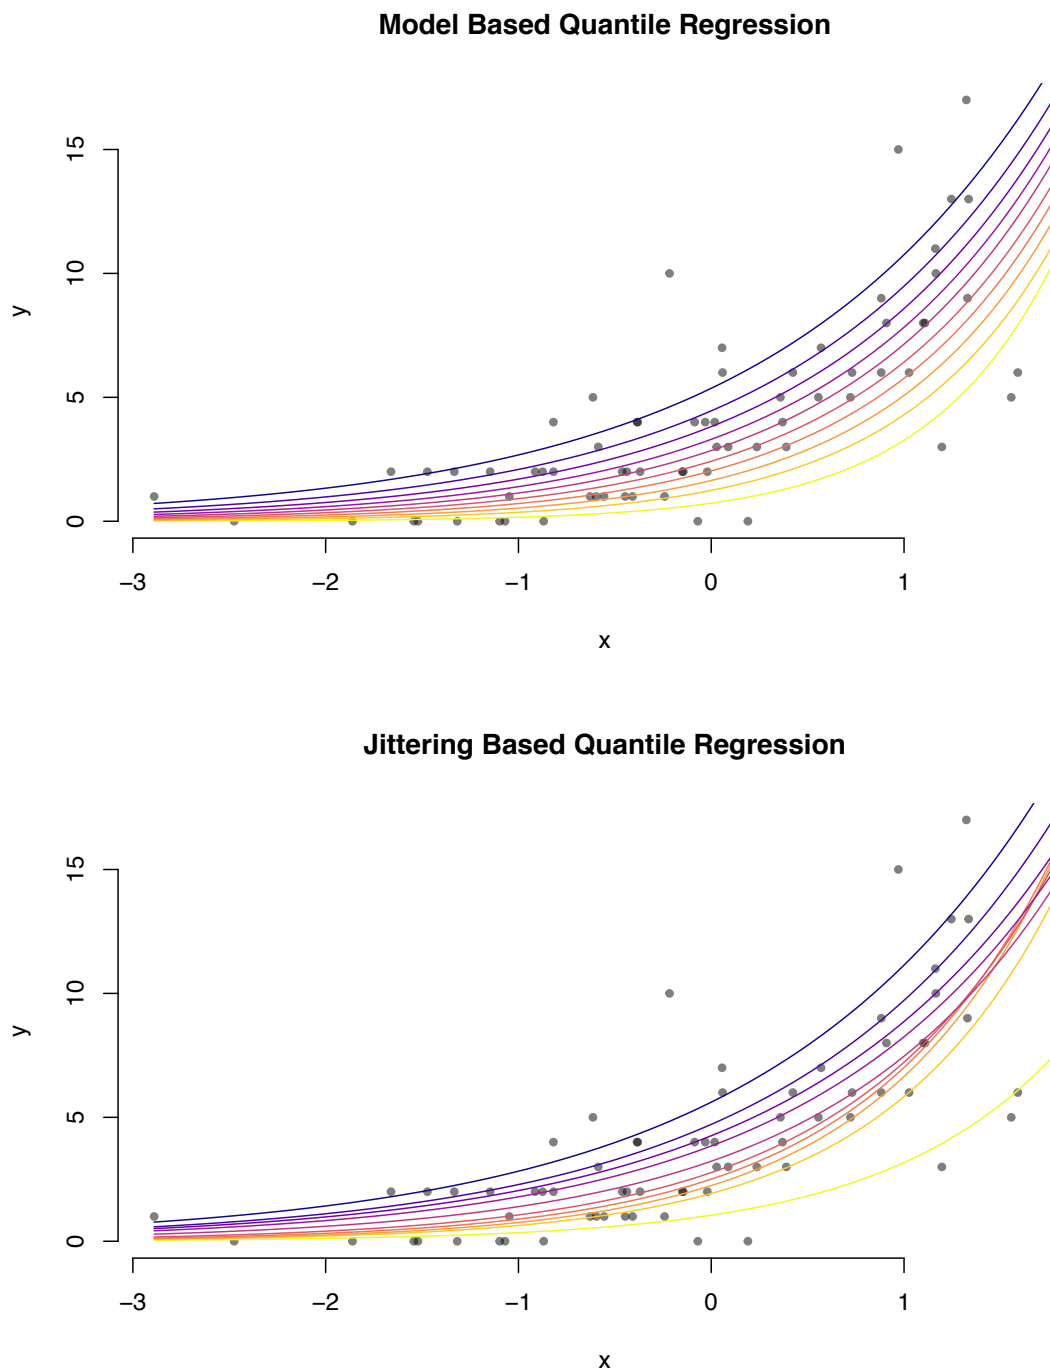 Model Based Quantile Regression
15
10
5
0
y
−3 −2 −1 0 1
x
Jittering Based Quantile Regression
15
10
5
0
y
−3 −2 −1 0 1
x